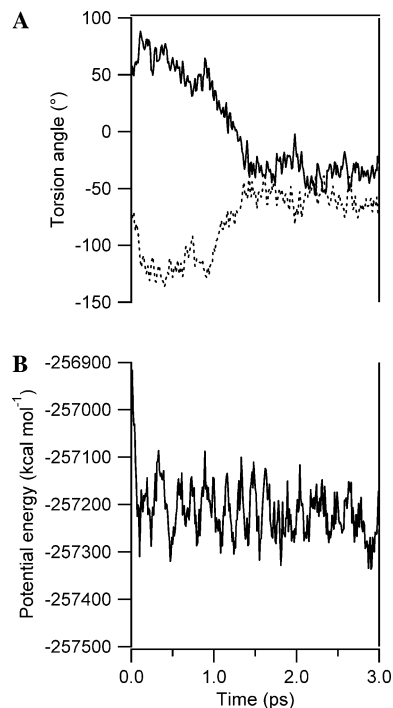 A
Torsion angle (°)
100
50
0
-50
-100
-150
B
Potential energy (kcal mol⁻¹)
-256900
-257000
-257100
-257200
-257300
-257400
-257500
0.0 1.0 2.0 3.0
Time (ps)